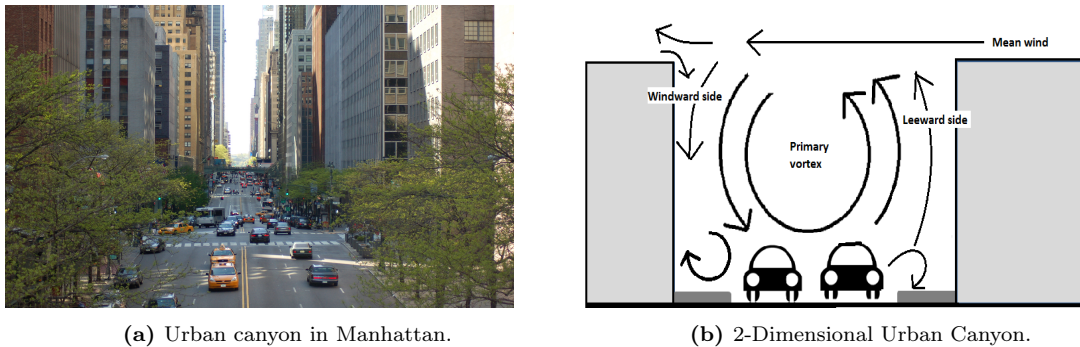 Mean wind
Windward side
Leeward side
Primary
vortex
(a) Urban canyon in Manhattan.
(b) 2-Dimensional Urban Canyon.